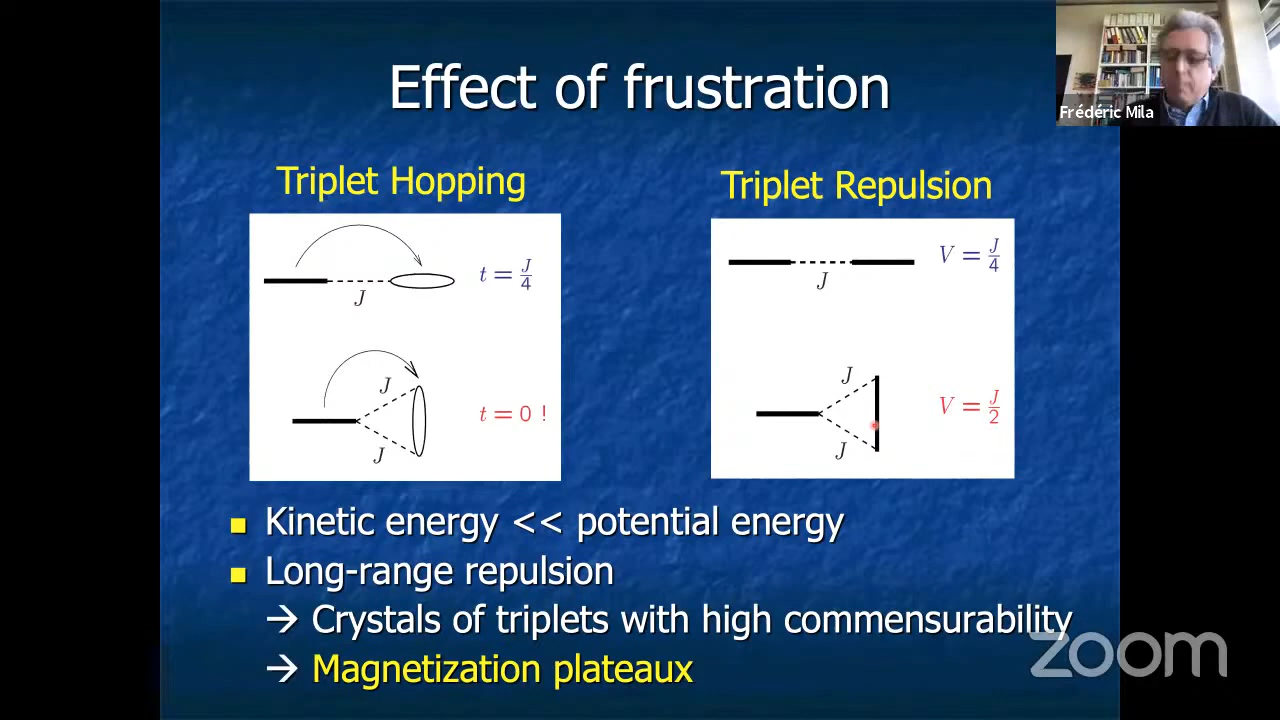 Effect of frustration
Frédéric Mila
Triplet Hopping
t = J/4
J
J
t = 0 !
J
Triplet Repulsion
V = J/4
J
J
V = J/2
J
■ Kinetic energy << potential energy
■ Long-range repulsion
→ Crystals of triplets with high commensurability
→ Magnetization plateaux
zoom